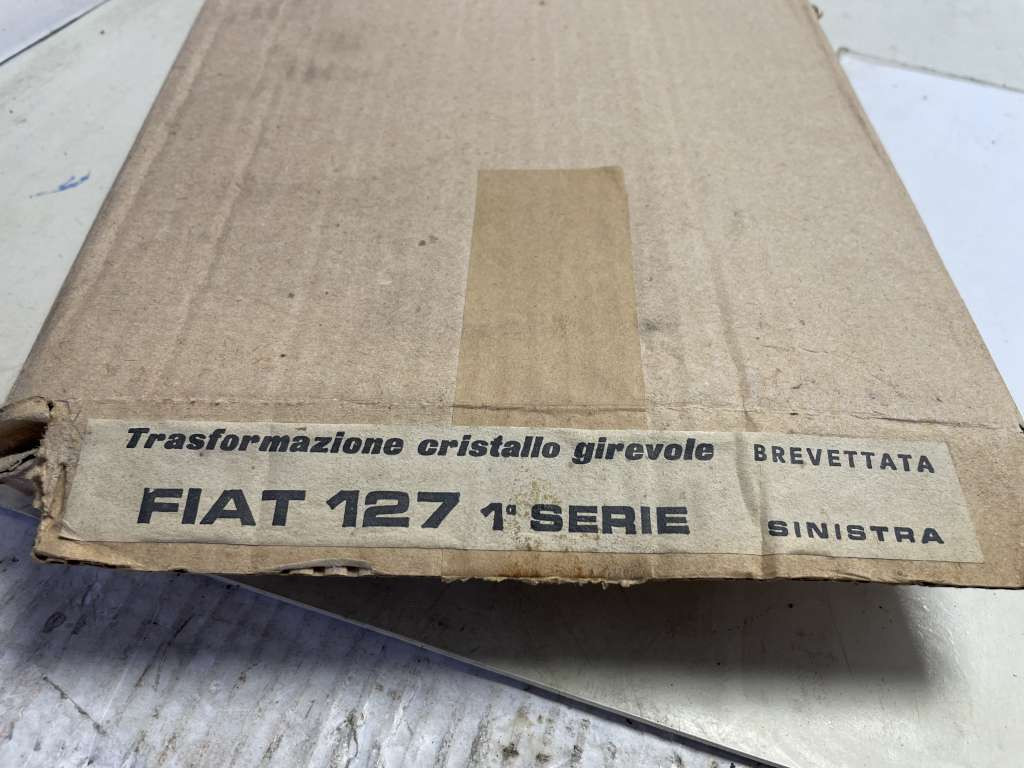 Trasformazione cristallo girevole BREVETTATA
FIAT 127 1ª SERIE SINISTRA